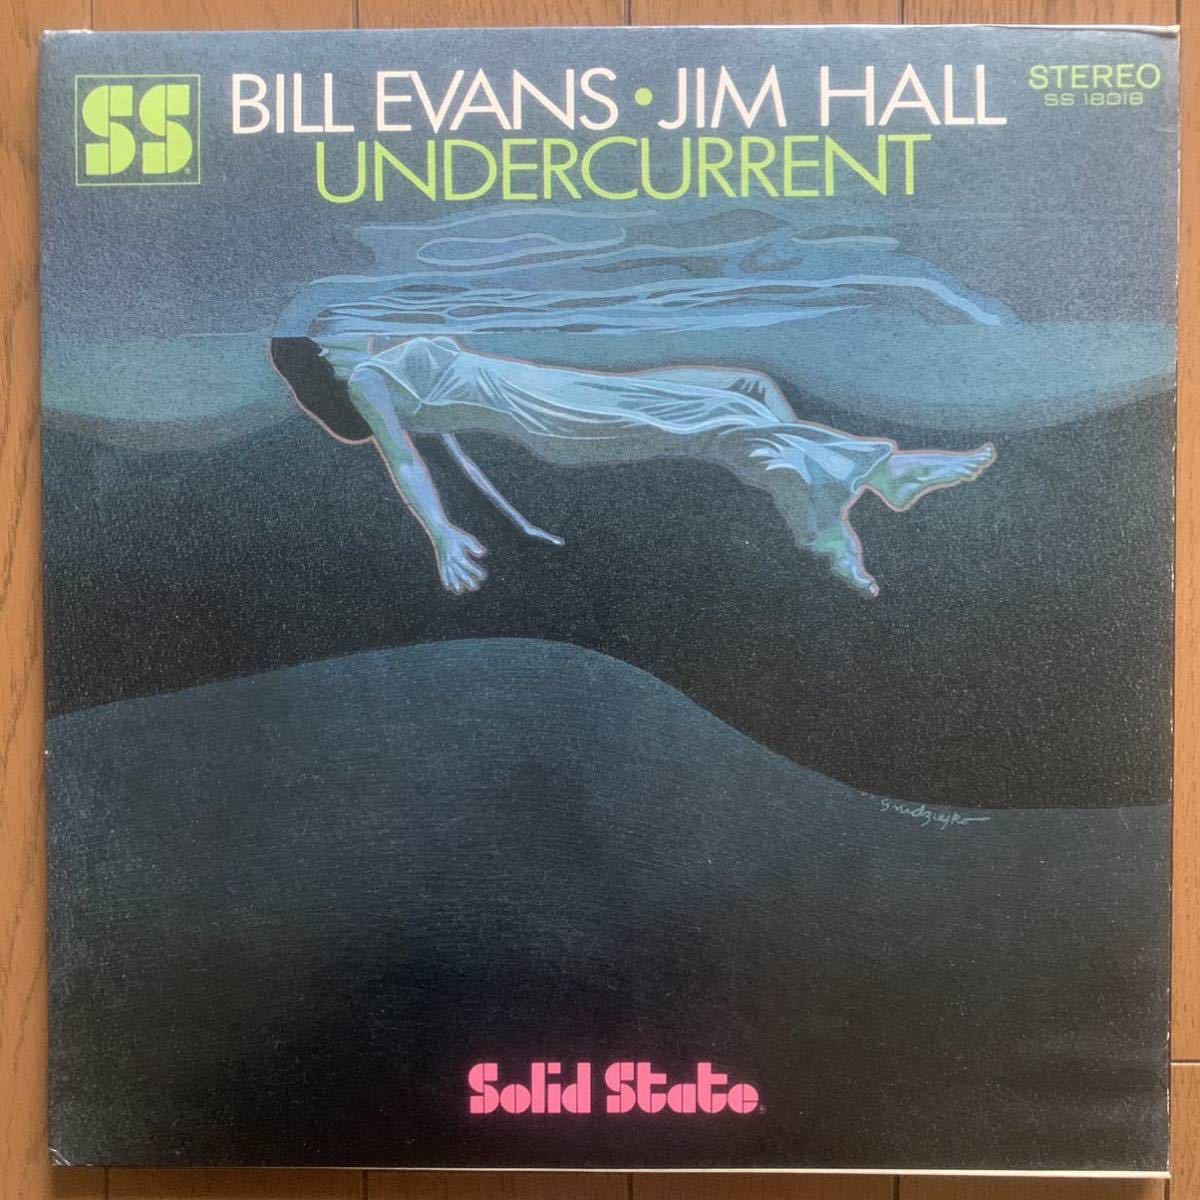 SS
BILL EVANS · JIM HALL
UNDERCURRENT
STEREO
SS 18018
Solid State